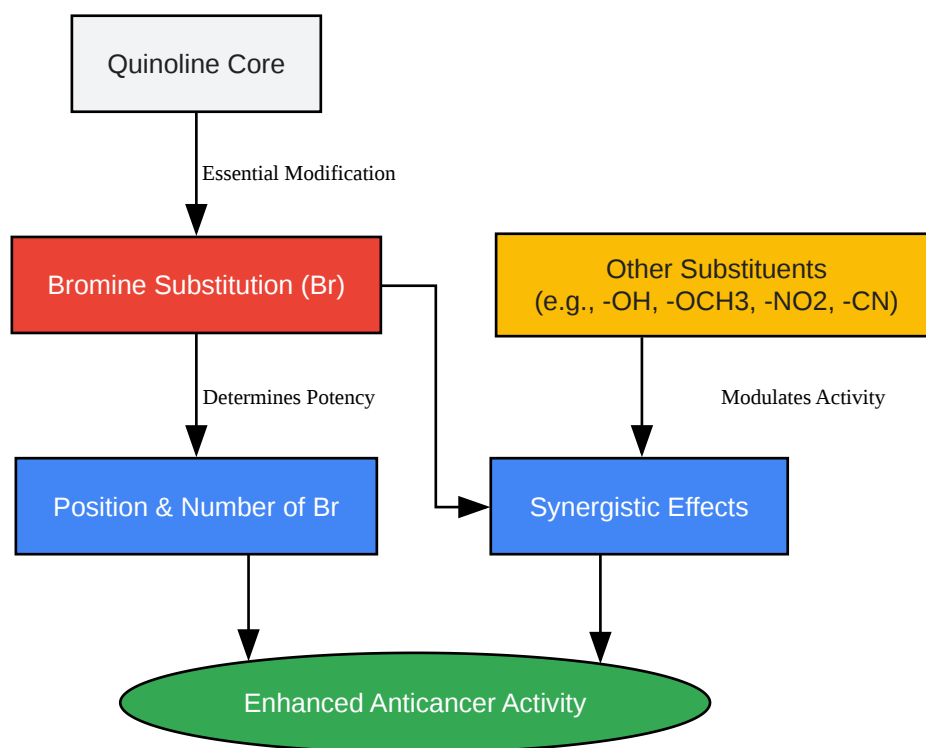 Quinoline Core
Essential Modification
Bromine Substitution (Br)
Other Substituents
(e.g., -OH, -OCH3, -NO2, -CN)
Determines Potency
Modulates Activity
Position & Number of Br
Synergistic Effects
Enhanced Anticancer Activity